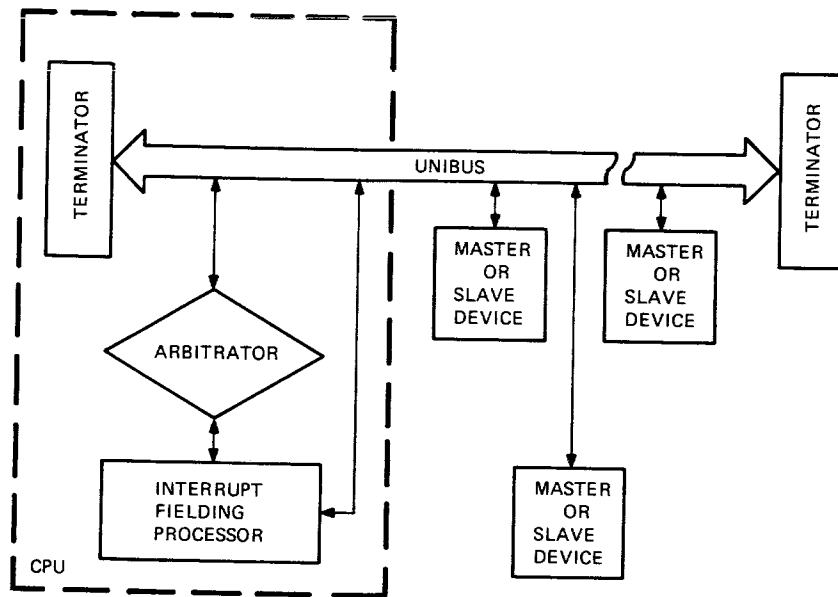 TERMINATOR
UNIBUS
TERMINATOR
MASTER
OR
SLAVE
DEVICE
MASTER
OR
SLAVE
DEVICE
ARBITRATOR
INTERRUPT
FIELDING
PROCESSOR
MASTER
OR
SLAVE
DEVICE
CPU